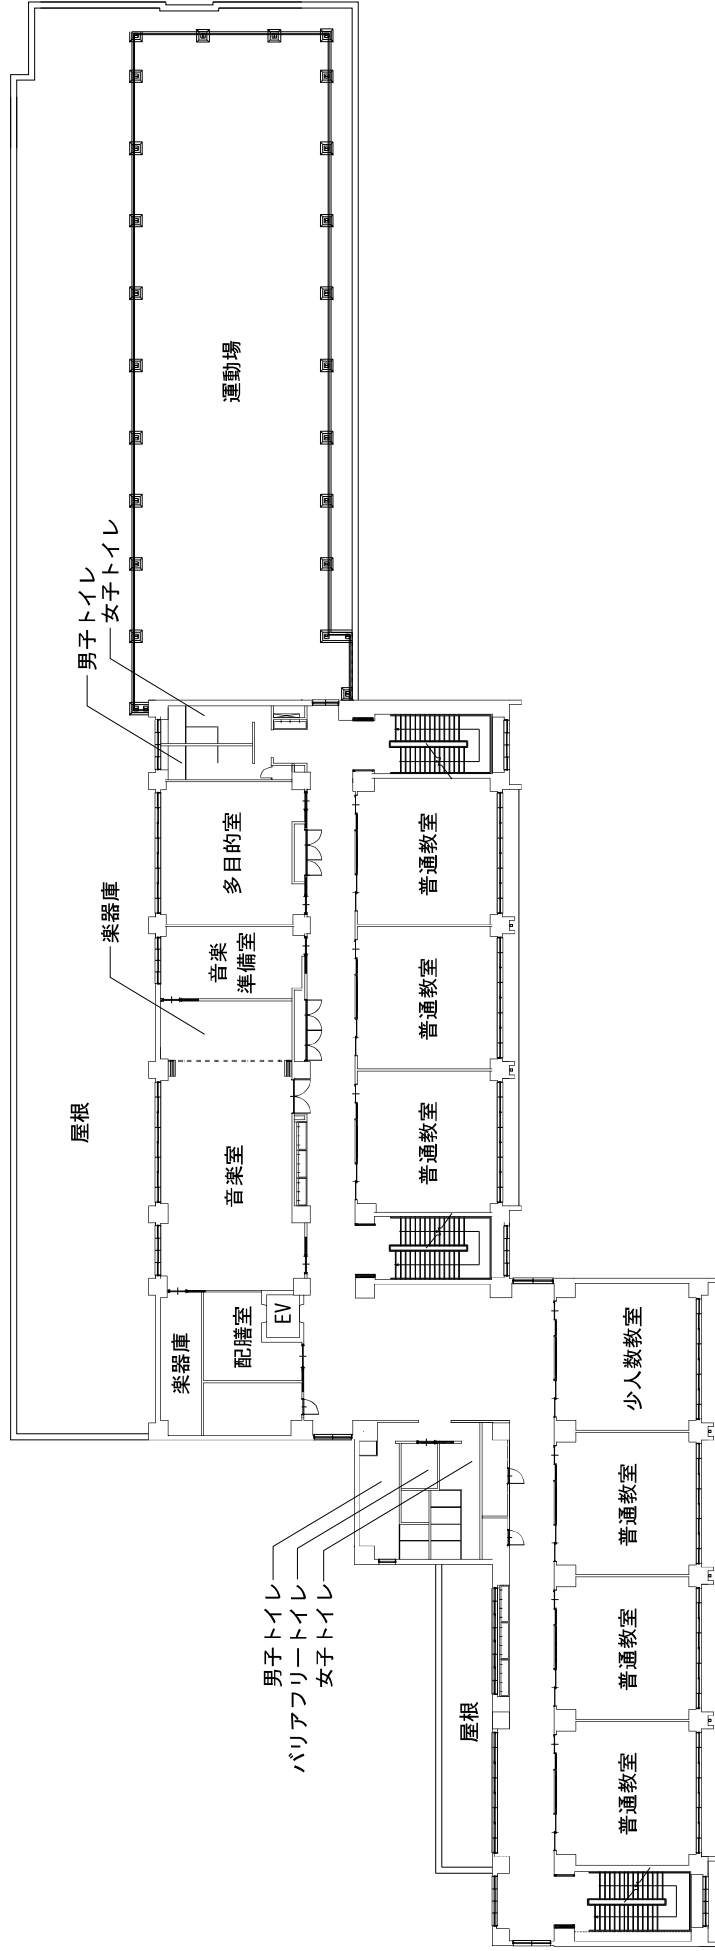 運動場
男子トイレ
女子トイレ
多目的室
普通教室
楽器庫
音楽
準備室
普通教室
屋根
音楽室
普通教室
楽器庫
配膳室
EV
少人数教室
普通教室
男子トイレ
バリアフリートイレ
女子トイレ
普通教室
屋根
普通教室